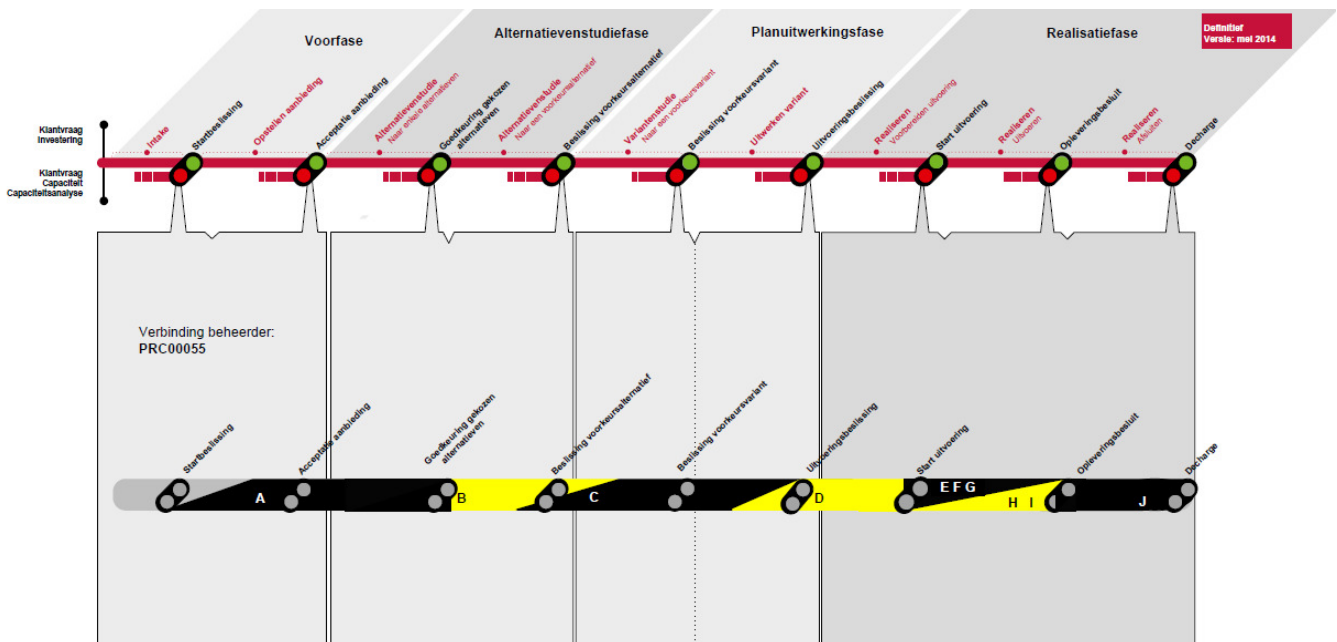 Voorfase
Alternatievenstudiefase
Planuitwerkingsfase
Realisatiefase
Definitief
Versie: mei 2014
Klantvraag
Investering
Klantvraag
Capaciteit
Capaciteitsanalyse
Intake
Startbeslissing
Opstellen aanbieding
Acceptatie aanbieding
Alternatievenstudie
Naar enkele alternatieven
Goedkeuring gekozen
alternatieven
Alternatievenstudie
Naar een voorkeursalternatief
Beslissing voorkeursalternatief
Variantenstudie
Naar een voorkeursvariant
Beslissing voorkeursvariant
Uitwerken variant
Uitvoeringsbeslissing
Realiseren
Voorbereiden uitvoering
Start uitvoering
Realiseren
Uitvoeren
Opleveringsbesluit
Realiseren
Afsluiten
Decharge
Verbinding beheerder:
PRC00055
Startbeslissing
Acceptatie aanbieding
Goedkeuring gekozen
alternatieven
Beslissing voorkeursalternatief
Beslissing voorkeursvariant
Uitvoeringsbeslissing
Start uitvoering
Opleveringsbesluit
Decharge
A
B
C
D
E F G
H I
J